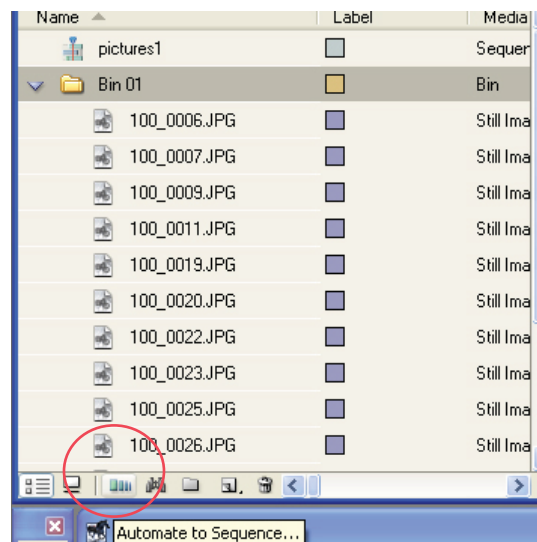 Name Label Media
pictures1 Sequen
Bin 01 Bin
100_0006.JPG Still Ima
100_0007.JPG Still Ima
100_0009.JPG Still Ima
100_0011.JPG Still Ima
100_0019.JPG Still Ima
100_0020.JPG Still Ima
100_0022.JPG Still Ima
100_0023.JPG Still Ima
100_0025.JPG Still Ima
100_0026.JPG Still Ima
Automate to Sequence...